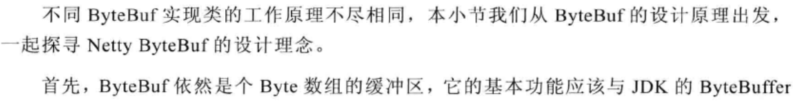 不同 ByteBuf 实现类的工作原理不尽相同，本小节我们从 ByteBuf 的设计原理出发，
一起探寻 Netty ByteBuf 的设计理念。
首先，ByteBuf 依然是个 Byte 数组的缓冲区，它的基本功能应该与 JDK 的 ByteBuffer